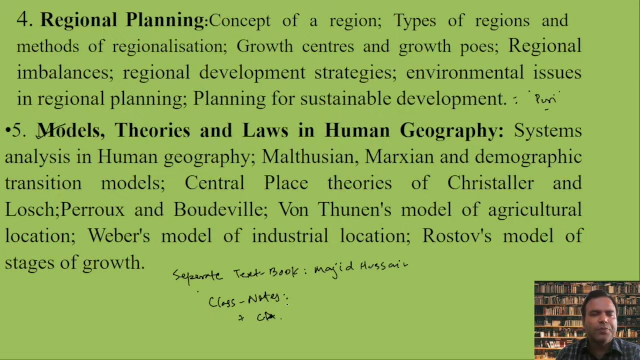 4. Regional Planning:Concept of a region; Types of regions and
methods of regionalisation; Growth centres and growth poes; Regional
imbalances; regional development strategies; environmental issues
in regional planning; Planning for sustainable development. : Puri
•5. Models, Theories and Laws in Human Geography: Systems
analysis in Human geography; Malthusian, Marxian and demographic
transition models; Central Place theories of Christaller and
Losch;Perroux and Boudeville; Von Thunen's model of agricultural
location; Weber's model of industrial location; Rostov's model of
stages of growth.
Separate Text-Book: Majid Hussain
Class-Notes:
+